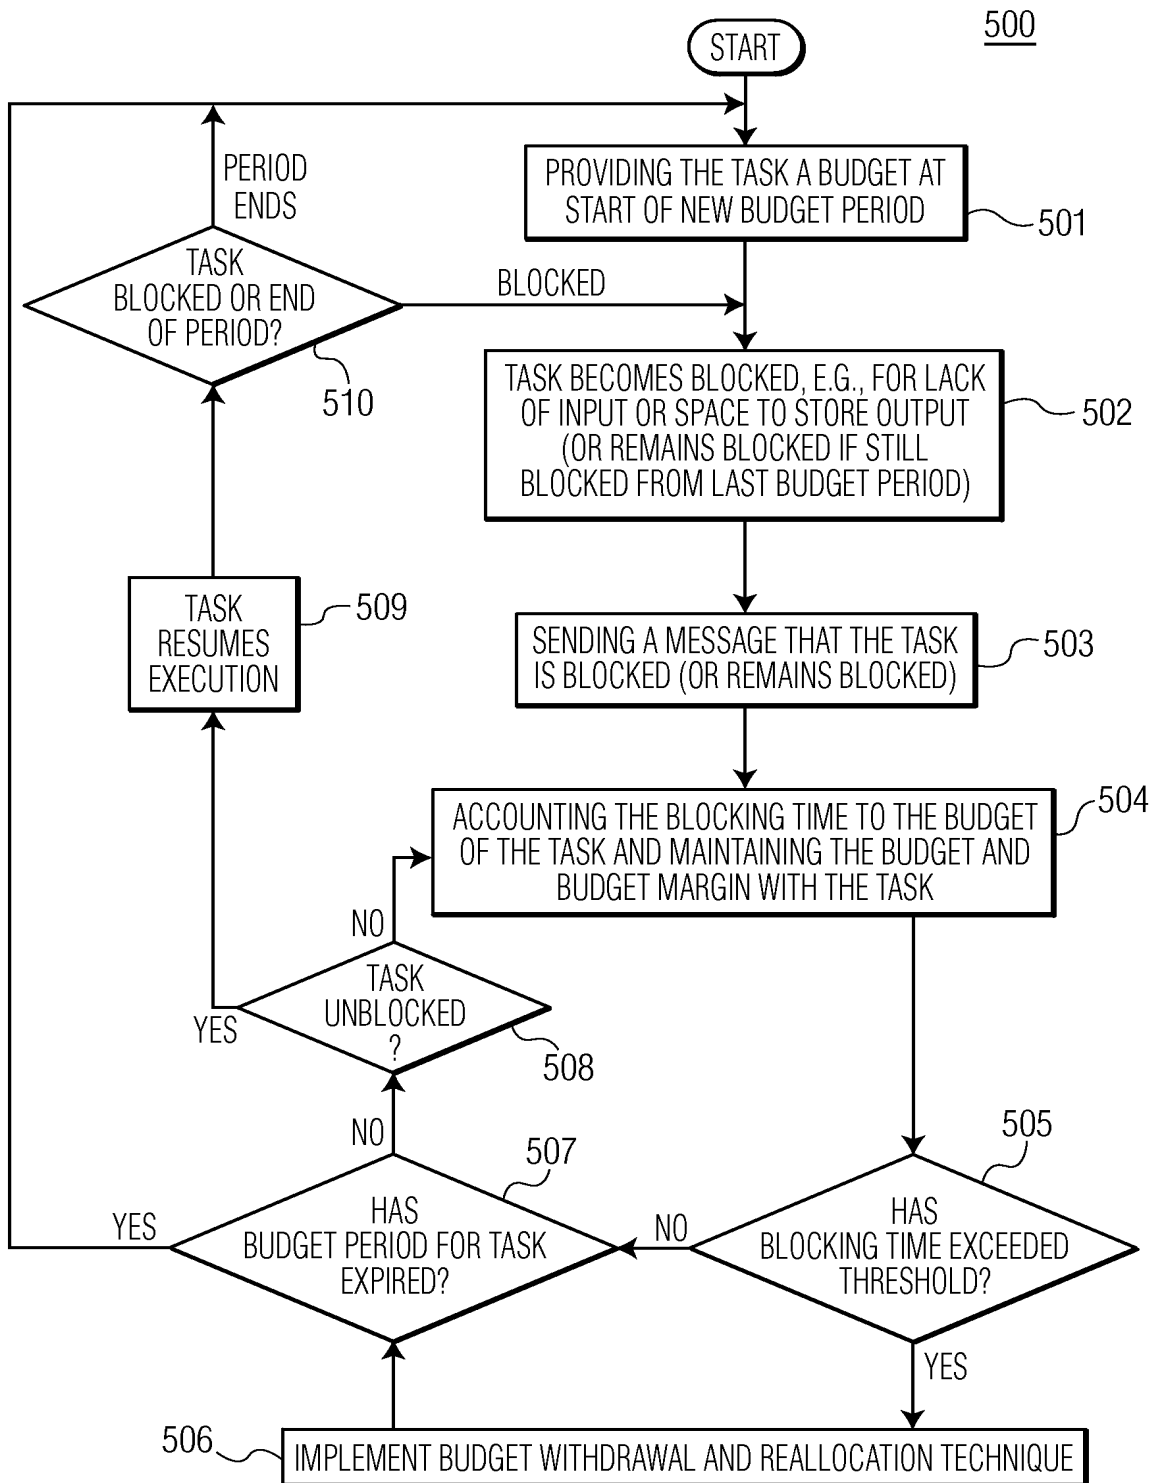 500
START
PROVIDING THE TASK A BUDGET AT
START OF NEW BUDGET PERIOD
501
PERIOD
ENDS
TASK
BLOCKED OR END
OF PERIOD?
510
BLOCKED
TASK BECOMES BLOCKED, E.G., FOR LACK
OF INPUT OR SPACE TO STORE OUTPUT
(OR REMAINS BLOCKED IF STILL
BLOCKED FROM LAST BUDGET PERIOD)
502
TASK
RESUMES
EXECUTION
509
SENDING A MESSAGE THAT THE TASK
IS BLOCKED (OR REMAINS BLOCKED)
503
ACCOUNTING THE BLOCKING TIME TO THE BUDGET
OF THE TASK AND MAINTAINING THE BUDGET AND
BUDGET MARGIN WITH THE TASK
504
NO
TASK
UNBLOCKED
?
YES
508
NO
507
HAS
BUDGET PERIOD FOR TASK
EXPIRED?
YES
NO
505
HAS
BLOCKING TIME EXCEEDED
THRESHOLD?
YES
506
IMPLEMENT BUDGET WITHDRAWAL AND REALLOCATION TECHNIQUE